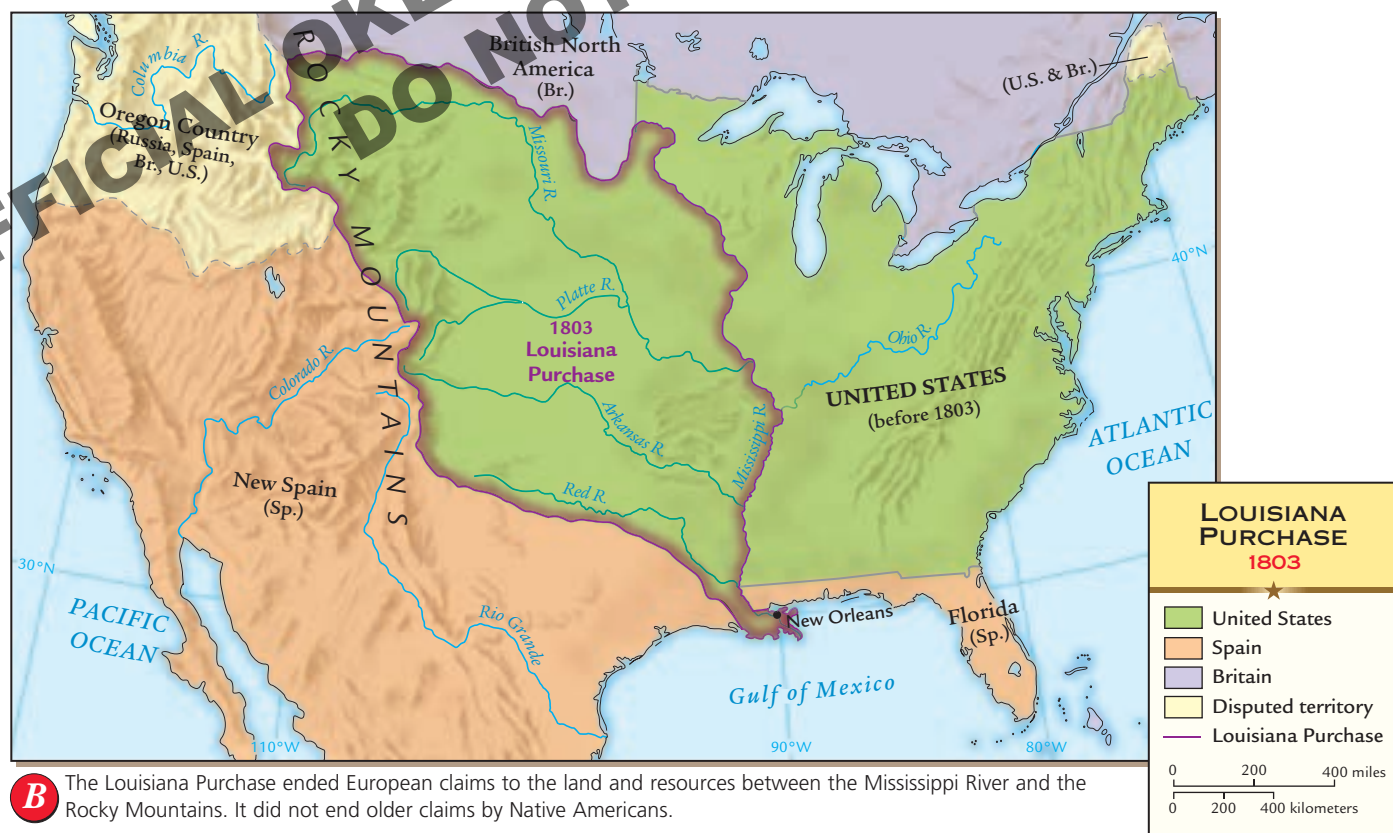 OFFICIAL
DO NOT
ROCKY MOUNTAINS
British North
America
(Br.)
(U.S. & Br.)
Columbia R.
Oregon Country
(Russia, Spain,
Br., U.S.)
Missouri R.
40°N
Platte R.
1803
Louisiana
Purchase
Ohio R.
Colorado R.
UNITED STATES
(before 1803)
Arkansas R.
Mississippi R.
ATLANTIC
OCEAN
New Spain
(Sp.)
Red R.
30°N
PACIFIC
OCEAN
Rio Grande
New Orleans
Florida
(Sp.)
Gulf of Mexico
110°W
90°W
80°W
LOUISIANA
PURCHASE
1803
United States
Spain
Britain
Disputed territory
Louisiana Purchase
0 200 400 miles
0 200 400 kilometers
B
The Louisiana Purchase ended European claims to the land and resources between the Mississippi River and the
Rocky Mountains. It did not end older claims by Native Americans.